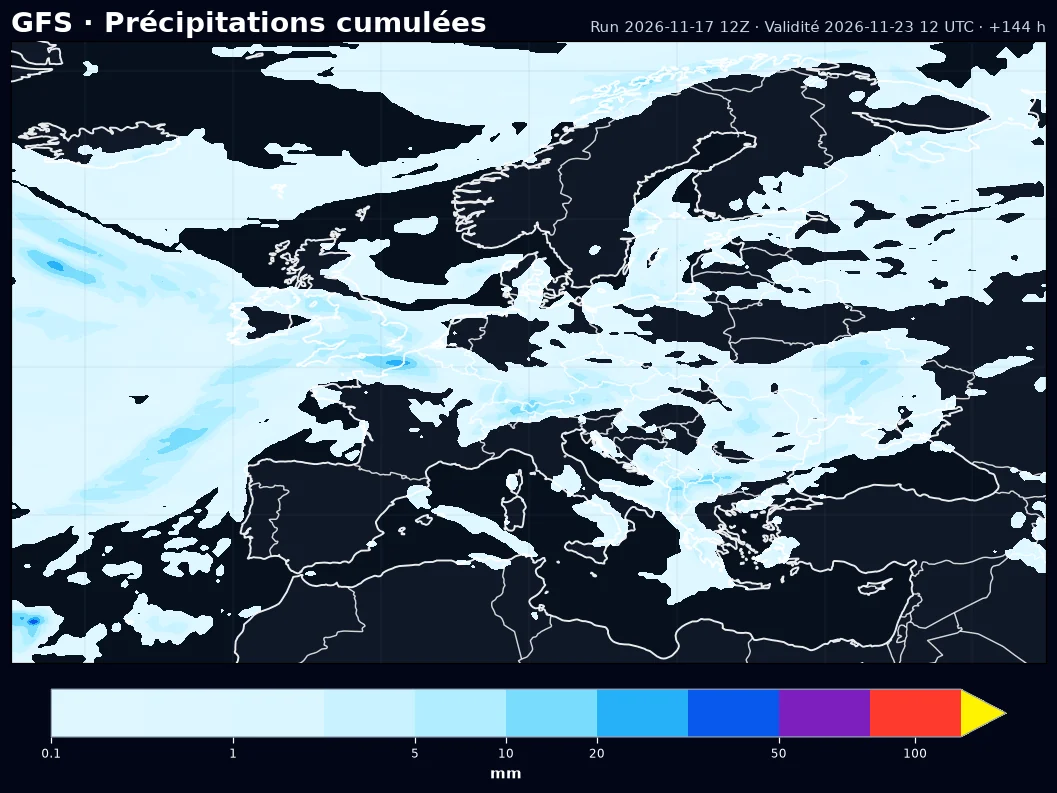 GFS · Précipitations cumulées
Run 2026-11-17 12Z · Validité 2026-11-23 12 UTC · +144 h
0.1 1 5 10 20 50 100
mm